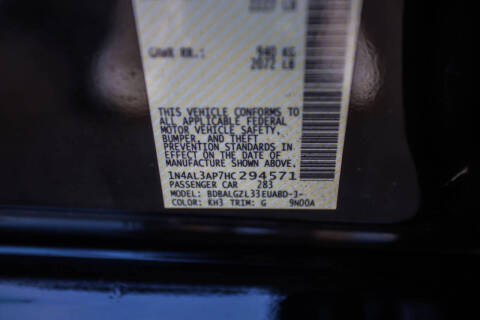 GAWR RR.: 940 KG
2072 LB
THIS VEHICLE CONFORMS TO
ALL APPLICABLE FEDERAL
MOTOR VEHICLE SAFETY,
BUMPER, AND THEFT
PREVENTION STANDARDS IN
EFFECT ON THE DATE OF
MANUFACTURE SHOWN ABOVE.
1N4AL3AP7HC294571
PASSENGER CAR 283
MODEL: BDBALGZL33EUABD-J-
COLOR: KH3 TRIM: G 9N00A